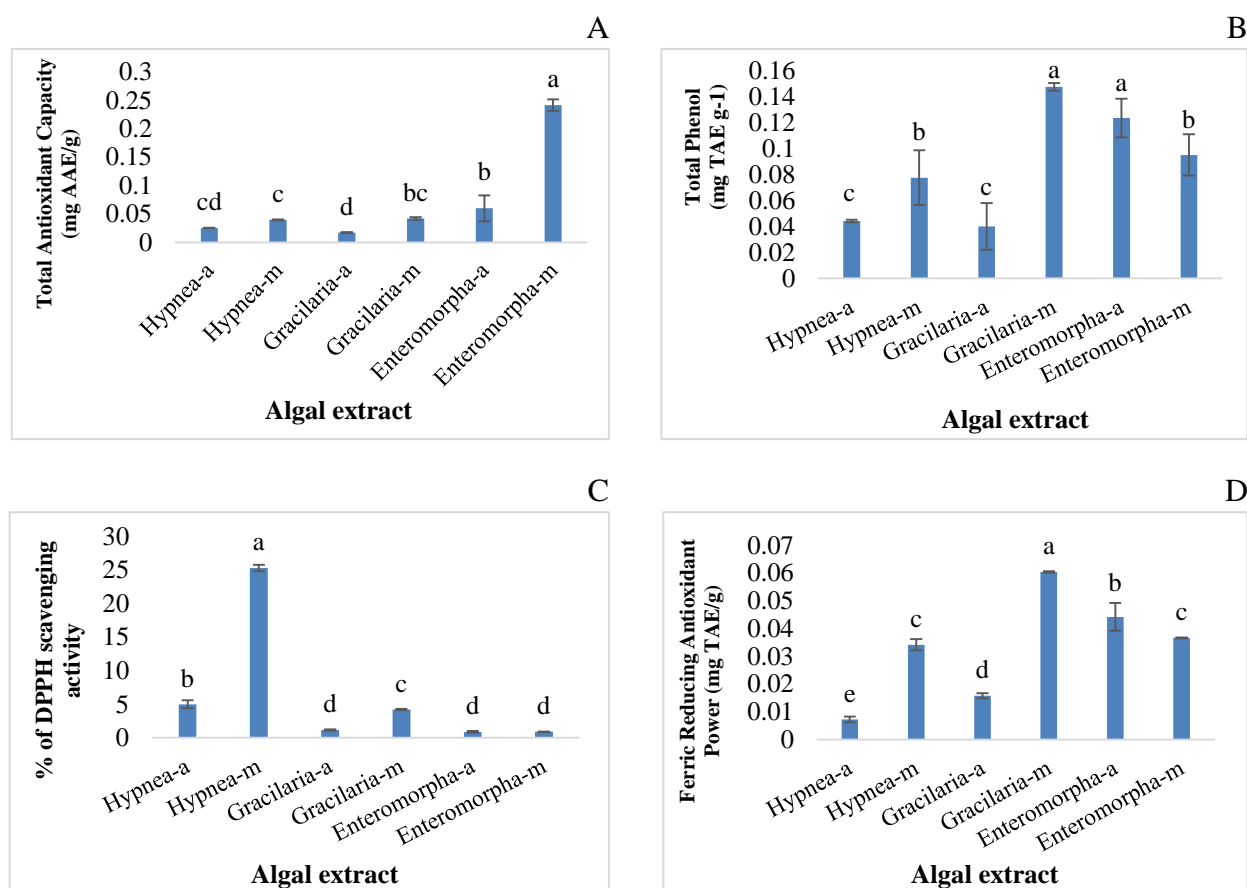 A
Total Antioxidant Capacity
(mg AAE/g)
0.3
0.25
0.2
0.15
0.1
0.05
0
cd
c
d
bc
b
a
Hypnea-a
Hypnea-m
Gracilaria-a
Gracilaria-m
Enteromorpha-a
Enteromorpha-m
Algal extract
B
Total Phenol
(mg TAE g-1)
0.16
0.14
0.12
0.1
0.08
0.06
0.04
0.02
0
c
b
c
a
a
b
Hypnea-a
Hypnea-m
Gracilaria-a
Gracilaria-m
Enteromorpha-a
Enteromorpha-m
Algal extract
C
% of DPPH scavenging
activity
30
25
20
15
10
5
0
b
a
d
c
d
d
Hypnea-a
Hypnea-m
Gracilaria-a
Gracilaria-m
Enteromorpha-a
Enteromorpha-m
Algal extract
D
Ferric Reducing Antioxidant
Power (mg TAE/g)
0.07
0.06
0.05
0.04
0.03
0.02
0.01
0
e
c
d
a
b
c
Hypnea-a
Hypnea-m
Gracilaria-a
Gracilaria-m
Enteromorpha-a
Enteromorpha-m
Algal extract